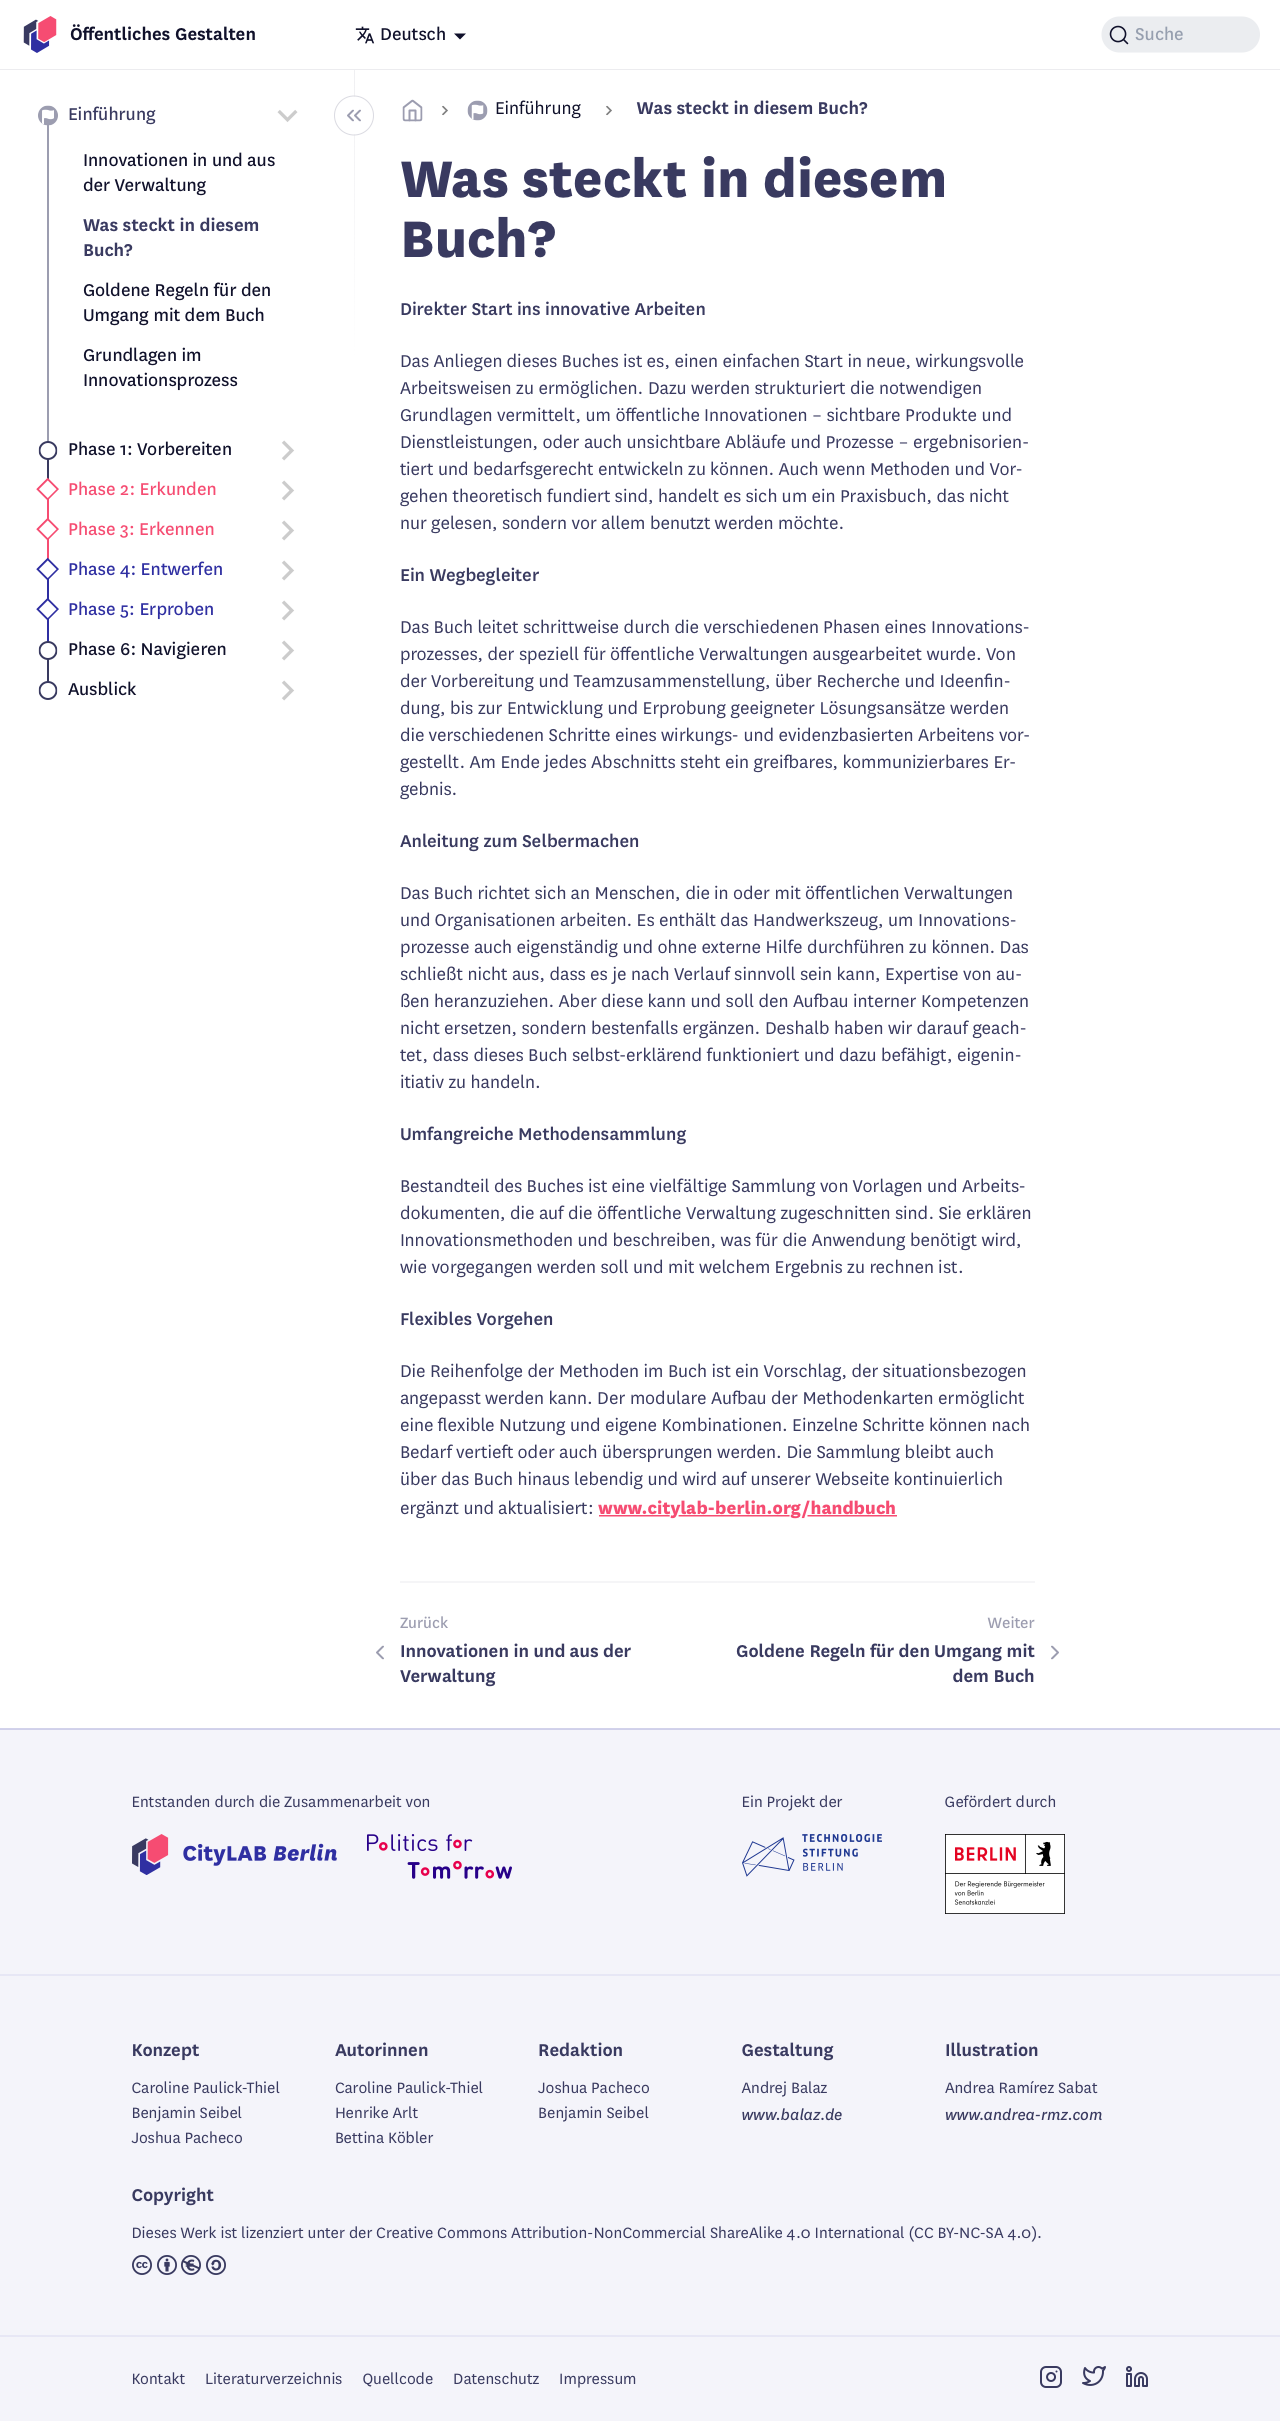 Öffentliches Gestalten
Deutsch
Suche
Einführung
Innovationen in und aus
der Verwaltung
Was steckt in diesem
Buch?
Goldene Regeln für den
Umgang mit dem Buch
Grundlagen im
Innovationsprozess
Phase 1: Vorbereiten
Phase 2: Erkunden
Phase 3: Erkennen
Phase 4: Entwerfen
Phase 5: Erproben
Phase 6: Navigieren
Ausblick
Einführung
Was steckt in diesem Buch?
Was steckt in diesem
Buch?
Direkter Start ins innovative Arbeiten
Das Anliegen dieses Buches ist es, einen einfachen Start in neue, wirkungsvolle
Arbeitsweisen zu ermöglichen. Dazu werden strukturiert die notwendigen
Grundlagen vermittelt, um öffentliche Innovationen – sichtbare Produkte und
Dienstleistungen, oder auch unsichtbare Abläufe und Prozesse – ergebnisorien-
tiert und bedarfsgerecht entwickeln zu können. Auch wenn Methoden und Vor-
gehen theoretisch fundiert sind, handelt es sich um ein Praxisbuch, das nicht
nur gelesen, sondern vor allem benutzt werden möchte.
Ein Wegbegleiter
Das Buch leitet schrittweise durch die verschiedenen Phasen eines Innovations-
prozesses, der speziell für öffentliche Verwaltungen ausgearbeitet wurde. Von
der Vorbereitung und Teamzusammenstellung, über Recherche und Ideenfin-
dung, bis zur Entwicklung und Erprobung geeigneter Lösungsansätze werden
die verschiedenen Schritte eines wirkungs- und evidenzbasierten Arbeitens vor-
gestellt. Am Ende jedes Abschnitts steht ein greifbares, kommunizierbares Er-
gebnis.
Anleitung zum Selbermachen
Das Buch richtet sich an Menschen, die in oder mit öffentlichen Verwaltungen
und Organisationen arbeiten. Es enthält das Handwerkszeug, um Innovations-
prozesse auch eigenständig und ohne externe Hilfe durchführen zu können. Das
schließt nicht aus, dass es je nach Verlauf sinnvoll sein kann, Expertise von au-
ßen heranzuziehen. Aber diese kann und soll den Aufbau interner Kompetenzen
nicht ersetzen, sondern bestenfalls ergänzen. Deshalb haben wir darauf geach-
tet, dass dieses Buch selbst-erklärend funktioniert und dazu befähigt, eigenin-
itiativ zu handeln.
Umfangreiche Methodensammlung
Bestandteil des Buches ist eine vielfältige Sammlung von Vorlagen und Arbeits-
dokumenten, die auf die öffentliche Verwaltung zugeschnitten sind. Sie erklären
Innovationsmethoden und beschreiben, was für die Anwendung benötigt wird,
wie vorgegangen werden soll und mit welchem Ergebnis zu rechnen ist.
Flexibles Vorgehen
Die Reihenfolge der Methoden im Buch ist ein Vorschlag, der situationsbezogen
angepasst werden kann. Der modulare Aufbau der Methodenkarten ermöglicht
eine flexible Nutzung und eigene Kombinationen. Einzelne Schritte können nach
Bedarf vertieft oder auch übersprungen werden. Die Sammlung bleibt auch
über das Buch hinaus lebendig und wird auf unserer Webseite kontinuierlich
ergänzt und aktualisiert: www.citylab-berlin.org/handbuch
Zurück
Innovationen in und aus der
Verwaltung
Weiter
Goldene Regeln für den Umgang mit
dem Buch
Entstanden durch die Zusammenarbeit von
CityLAB Berlin
Politics for
Tomorrow
Ein Projekt der
TECHNOLOGIE
STIFTUNG
BERLIN
Gefördert durch
BERLIN
Der Regierende Bürgermeister
von Berlin
Senatskanzlei
Konzept
Caroline Paulick-Thiel
Benjamin Seibel
Joshua Pacheco
Autorinnen
Caroline Paulick-Thiel
Henrike Arlt
Bettina Köbler
Redaktion
Joshua Pacheco
Benjamin Seibel
Gestaltung
Andrej Balaz
www.balaz.de
Illustration
Andrea Ramírez Sabat
www.andrea-rmz.com
Copyright
Dieses Werk ist lizenziert unter der Creative Commons Attribution-NonCommercial ShareAlike 4.0 International (CC BY-NC-SA 4.0).
Kontakt
Literaturverzeichnis
Quellcode
Datenschutz
Impressum